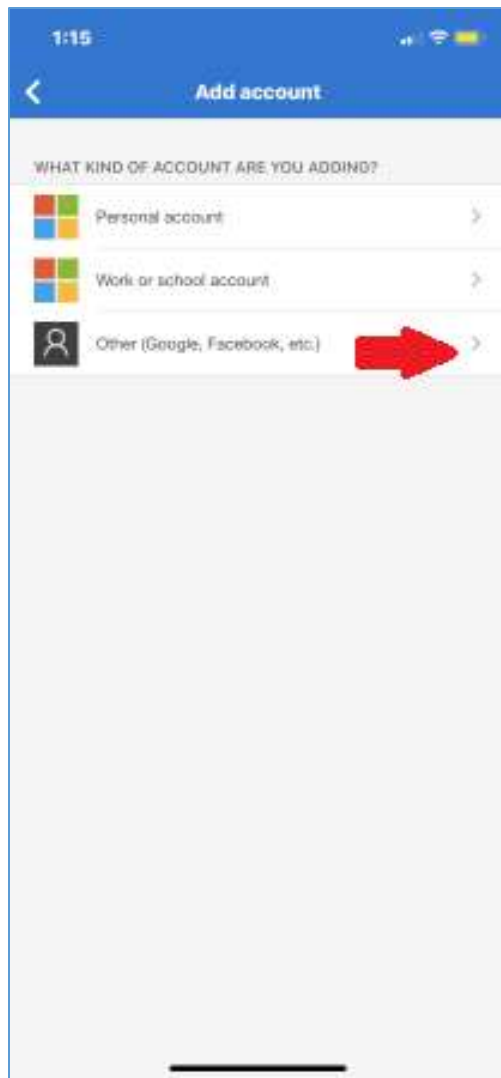 1:15
Add account
WHAT KIND OF ACCOUNT ARE YOU ADDING?
Personal account
Work or school account
Other (Google, Facebook, etc.)